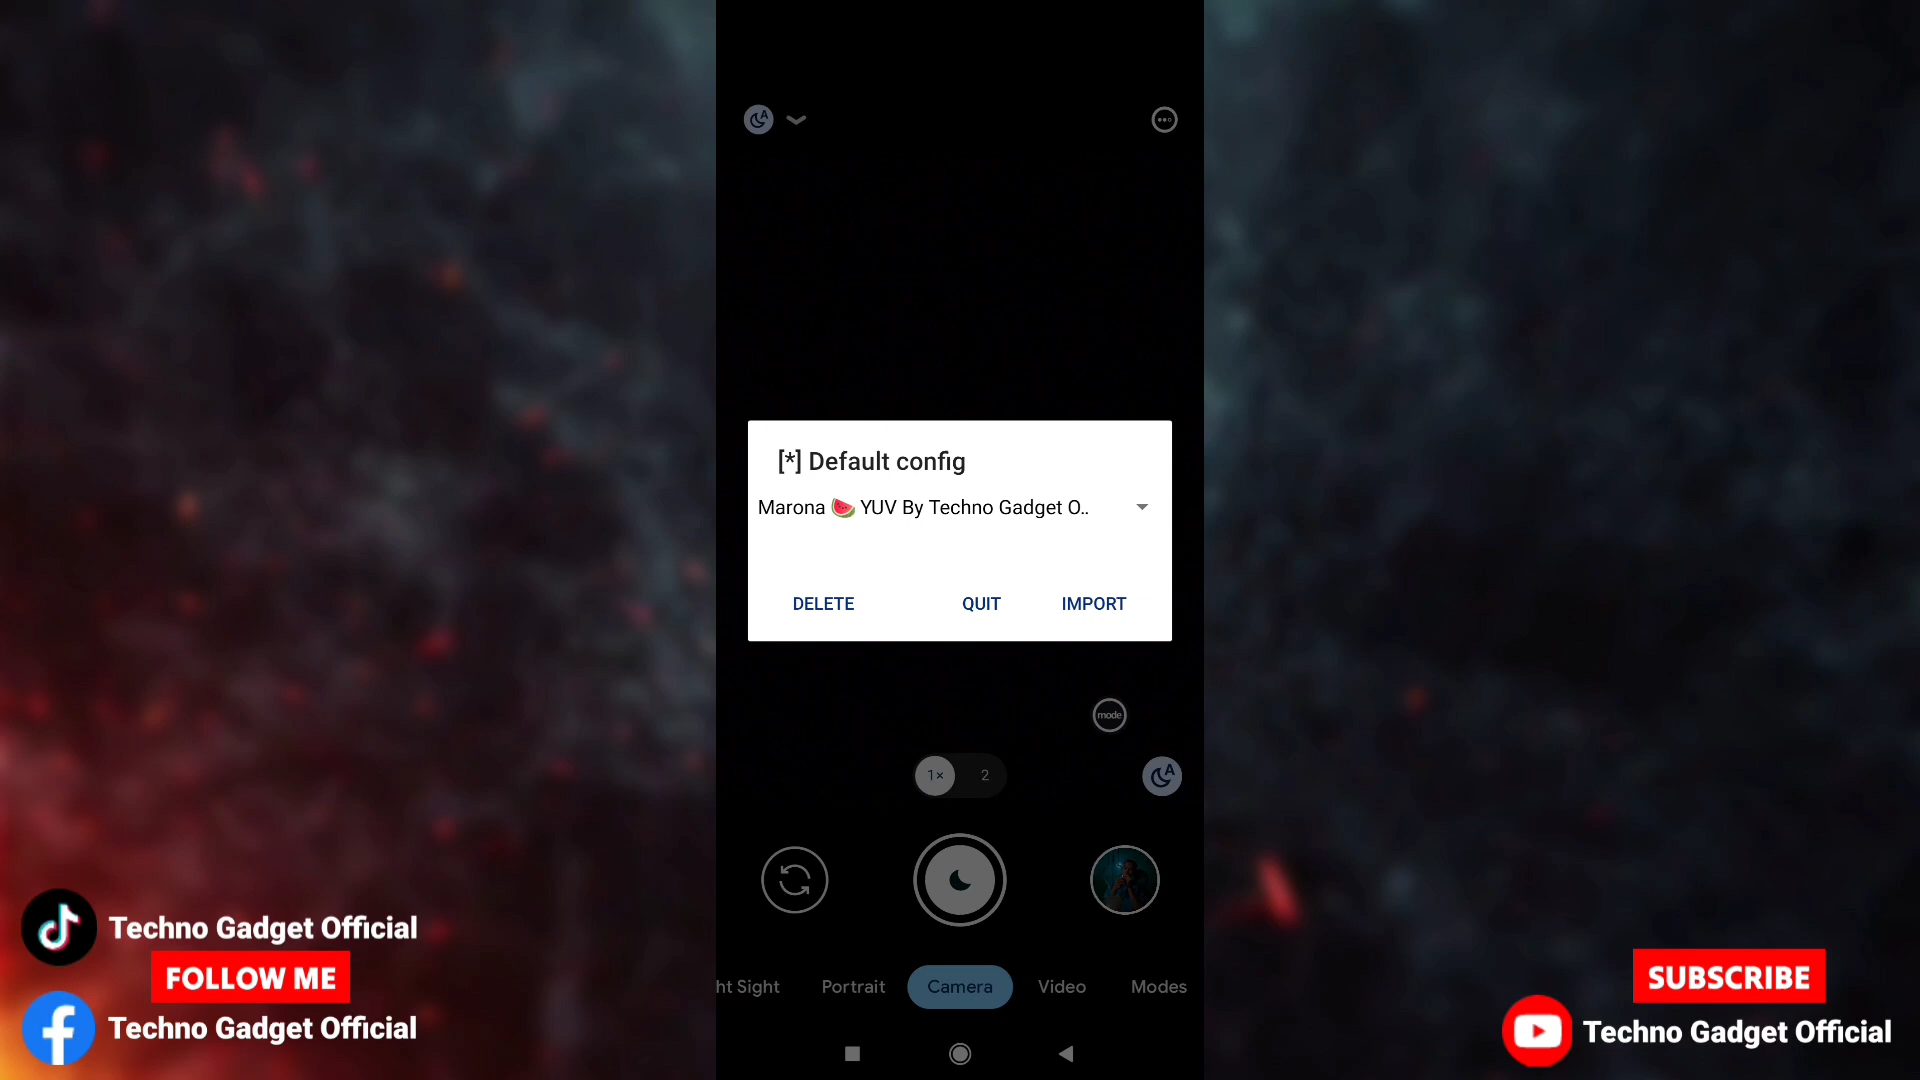 [*] Default config
Marona 🍉 YUV By Techno Gadget O..
DELETE QUIT IMPORT
mode
1× 2
ht Sight Portrait Camera Video Modes
Techno Gadget Official
FOLLOW ME
Techno Gadget Official
SUBSCRIBE
Techno Gadget Official